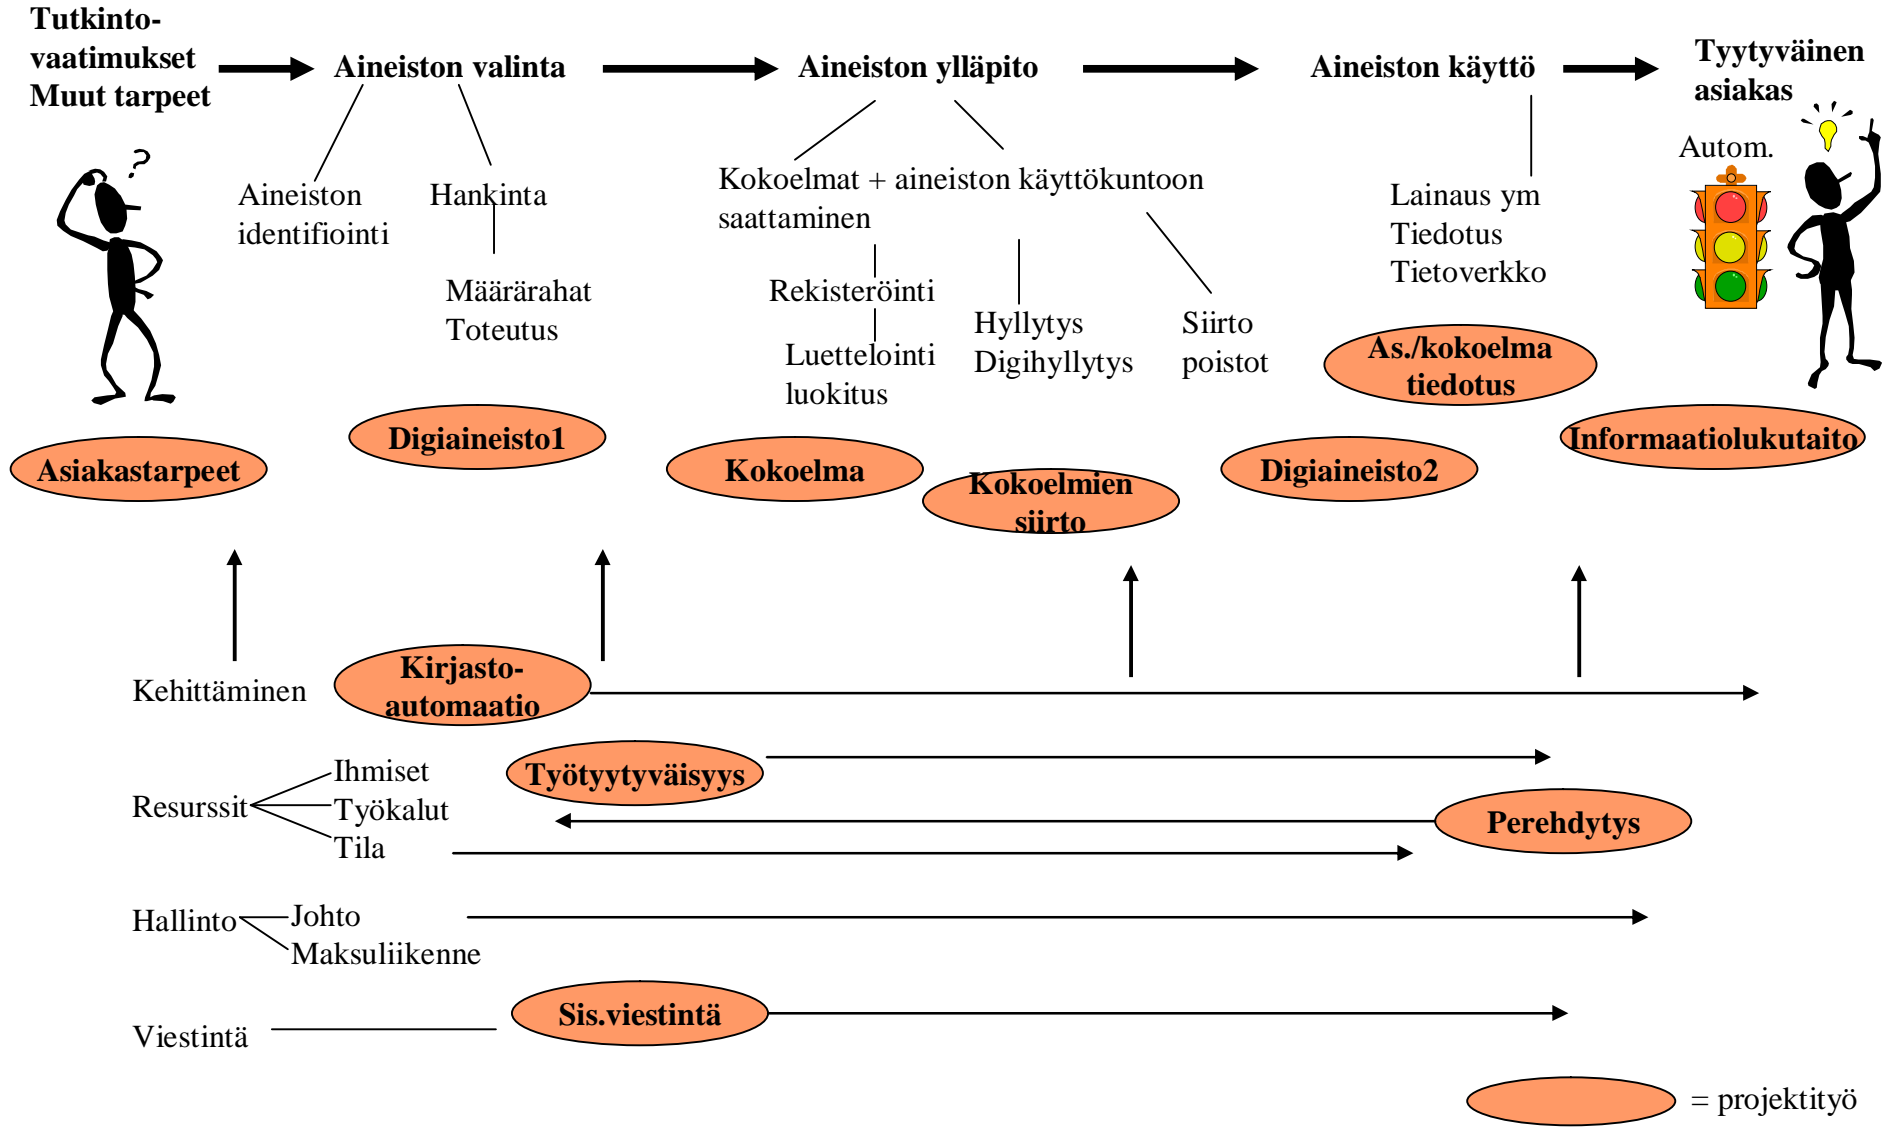 Tutkinto-
vaatimukset
Muut tarpeet
Aineiston valinta
Aineiston ylläpito
Aineiston käyttö
Tyytyväinen
asiakas
?
Autom.
Aineiston
identifiointi
Hankinta
Määrärahat
Toteutus
Kokoelmat + aineiston käyttökuntoon
saattaminen
Rekisteröinti
Luettelointi
luokitus
Hyllytys
Digihyllytys
Siirto
poistot
Lainaus ym
Tiedotus
Tietoverkko
As./kokoelma
tiedotus
Asiakastarpeet
Digiaineisto1
Kokoelma
Kokoelmien
siirto
Digiaineisto2
Informaatiolukutaito
Kehittäminen
Kirjasto-
automaatio
Resurssit
Ihmiset
Työkalut
Tila
Työtyytyväisyys
Perehdytys
Hallinto
Johto
Maksuliikenne
Viestintä
Sis.viestintä
= projektityö